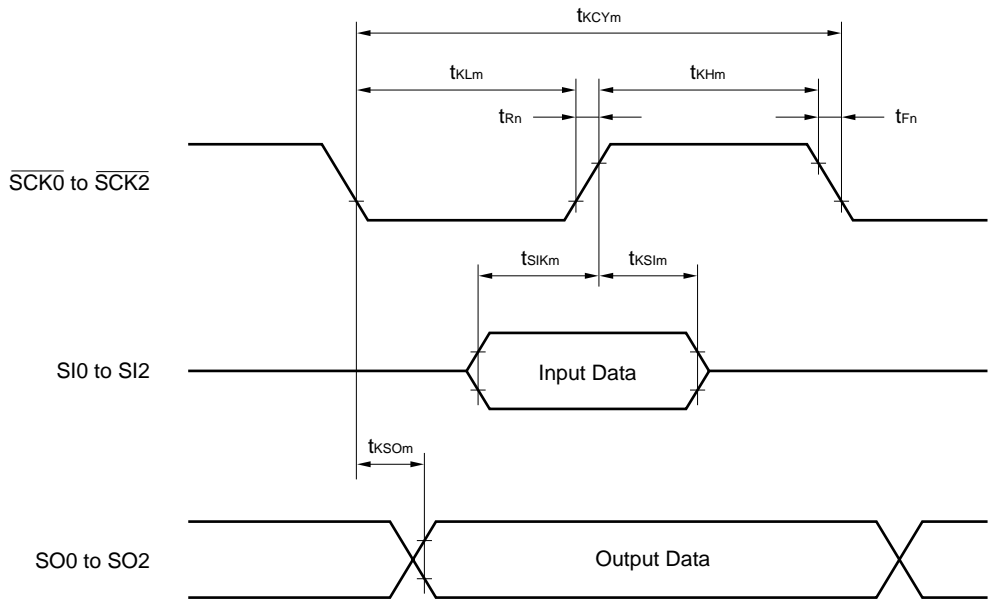 tKCYm
tKLm tKHm
tRn tFn
SCK0 to SCK2
tSIKm tKSIm
SI0 to SI2 Input Data
tKSOm
SO0 to SO2 Output Data